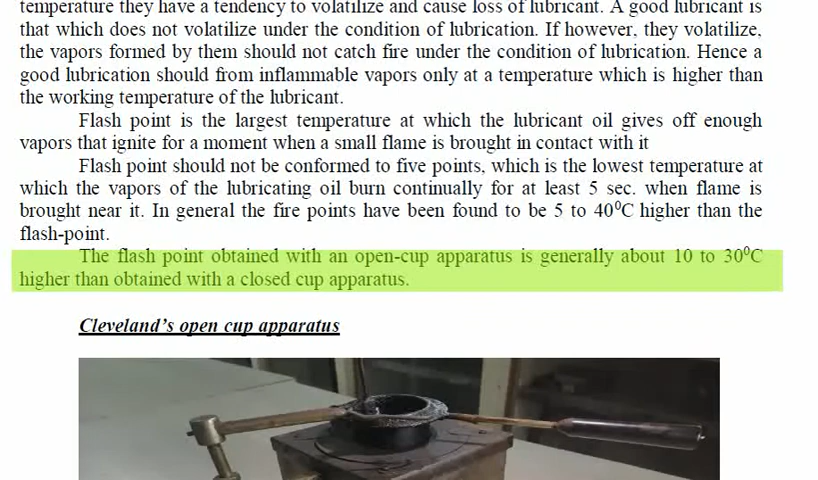 temperature they have a tendency to volatilize and cause loss of lubricant. A good lubricant is
that which does not volatilize under the condition of lubrication. If however, they volatilize,
the vapors formed by them should not catch fire under the condition of lubrication. Hence a
good lubrication should from inflammable vapors only at a temperature which is higher than
the working temperature of the lubricant.
Flash point is the largest temperature at which the lubricant oil gives off enough
vapors that ignite for a moment when a small flame is brought in contact with it
Flash point should not be conformed to five points, which is the lowest temperature at
which the vapors of the lubricating oil burn continually for at least 5 sec. when flame is
brought near it. In general the fire points have been found to be 5 to 40⁰C higher than the
flash-point.
The flash point obtained with an open-cup apparatus is generally about 10 to 30⁰C
higher than obtained with a closed cup apparatus.
Cleveland's open cup apparatus